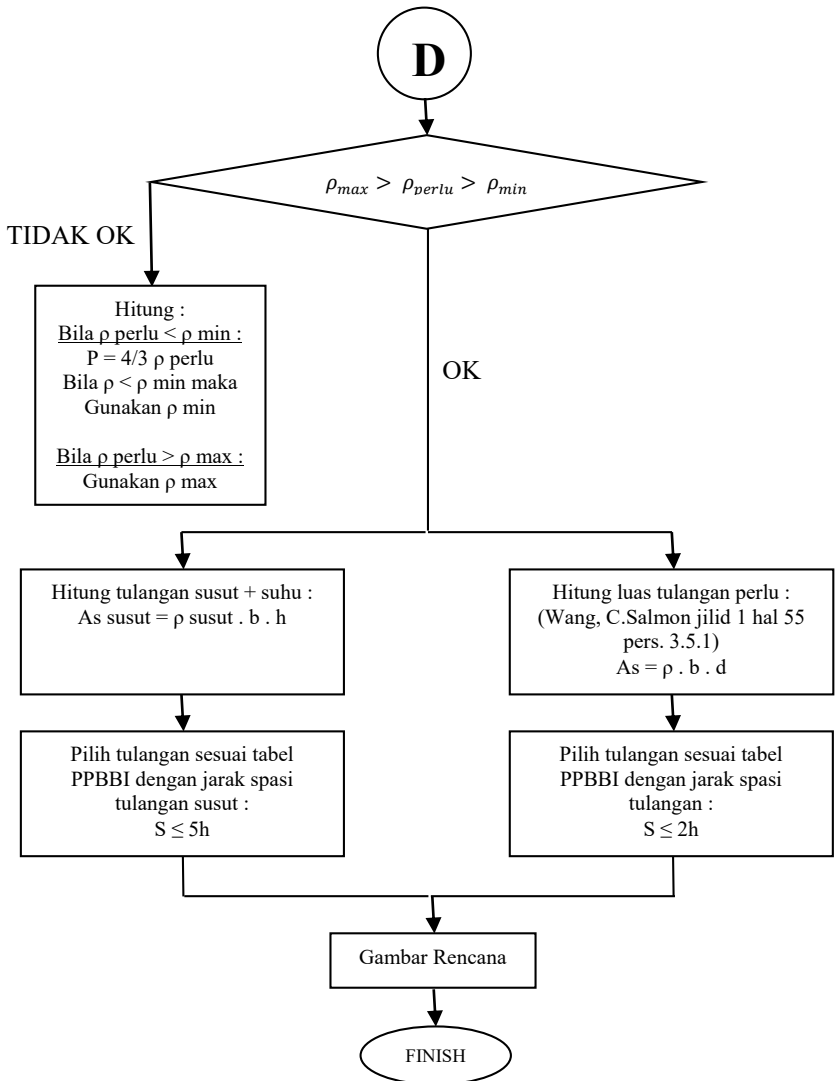 D
ρmax > ρperlu > ρmin
TIDAK OK
Hitung :
Bila ρ perlu < ρ min :
P = 4/3 ρ perlu
Bila ρ < ρ min maka
Gunakan ρ min
Bila ρ perlu > ρ max :
Gunakan ρ max
OK
Hitung tulangan susut + suhu :
As susut = ρ susut . b . h
Hitung luas tulangan perlu :
(Wang, C.Salmon jilid 1 hal 55
pers. 3.5.1)
As = ρ . b . d
Pilih tulangan sesuai tabel
PPBBI dengan jarak spasi
tulangan susut :
S ≤ 5h
Pilih tulangan sesuai tabel
PPBBI dengan jarak spasi
tulangan :
S ≤ 2h
Gambar Rencana
FINISH